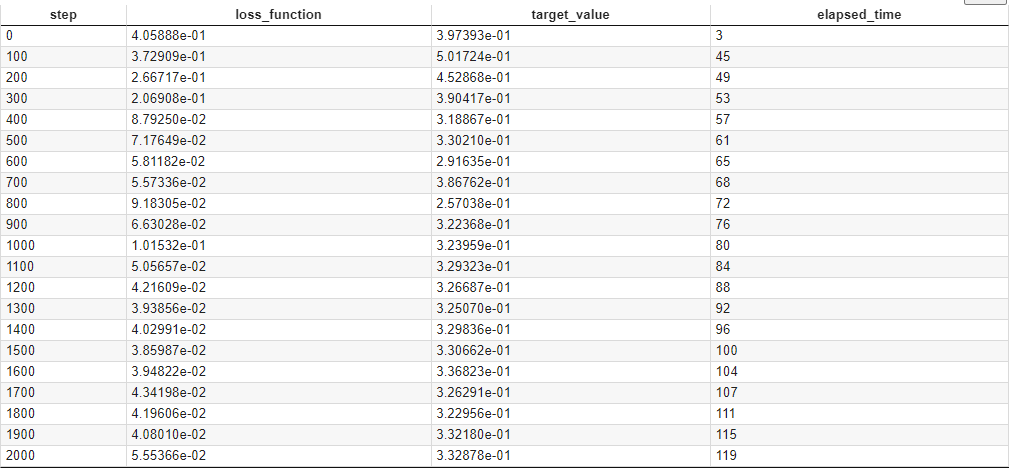 step loss_function target_value elapsed_time
0 4.05888e-01 3.97393e-01 3
100 3.72909e-01 5.01724e-01 45
200 2.66717e-01 4.52868e-01 49
300 2.06908e-01 3.90417e-01 53
400 8.79250e-02 3.18867e-01 57
500 7.17649e-02 3.30210e-01 61
600 5.81182e-02 2.91635e-01 65
700 5.57336e-02 3.86762e-01 68
800 9.18305e-02 2.57038e-01 72
900 6.63028e-02 3.22368e-01 76
1000 1.01532e-01 3.23959e-01 80
1100 5.05657e-02 3.29323e-01 84
1200 4.21609e-02 3.26687e-01 88
1300 3.93856e-02 3.25070e-01 92
1400 4.02991e-02 3.29836e-01 96
1500 3.85987e-02 3.30662e-01 100
1600 3.94822e-02 3.36823e-01 104
1700 4.34198e-02 3.26291e-01 107
1800 4.19606e-02 3.22956e-01 111
1900 4.08010e-02 3.32180e-01 115
2000 5.55366e-02 3.32878e-01 119